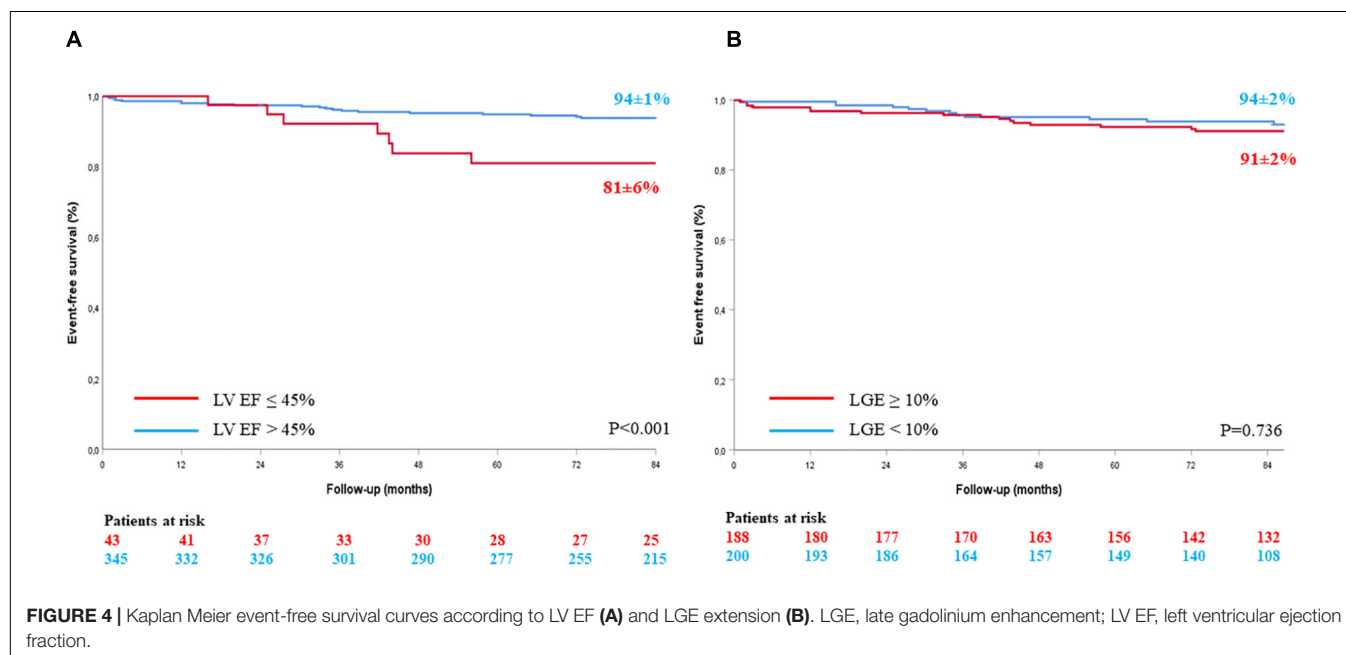 A
1,0
0,8
0,6
0,4
0,2
0,0
Event-free survival (%)
94±1%
81±6%
LV EF ≤ 45%
LV EF > 45%
P<0.001
0 12 24 36 48 60 72 84
Follow-up (months)
Patients at risk
43 41 37 33 30 28 27 25
345 332 326 301 290 277 255 215
B
1,0
0,8
0,6
0,4
0,2
0,0
Event free survival (%)
94±2%
91±2%
LGE ≥ 10%
LGE < 10%
P=0.736
0 12 24 36 48 60 72 84
Follow-up (months)
Patients at risk
188 180 177 170 163 156 142 132
200 193 186 164 157 149 140 108
FIGURE 4 | Kaplan Meier event-free survival curves according to LV EF (A) and LGE extension (B). LGE, late gadolinium enhancement; LV EF, left ventricular ejection
fraction.